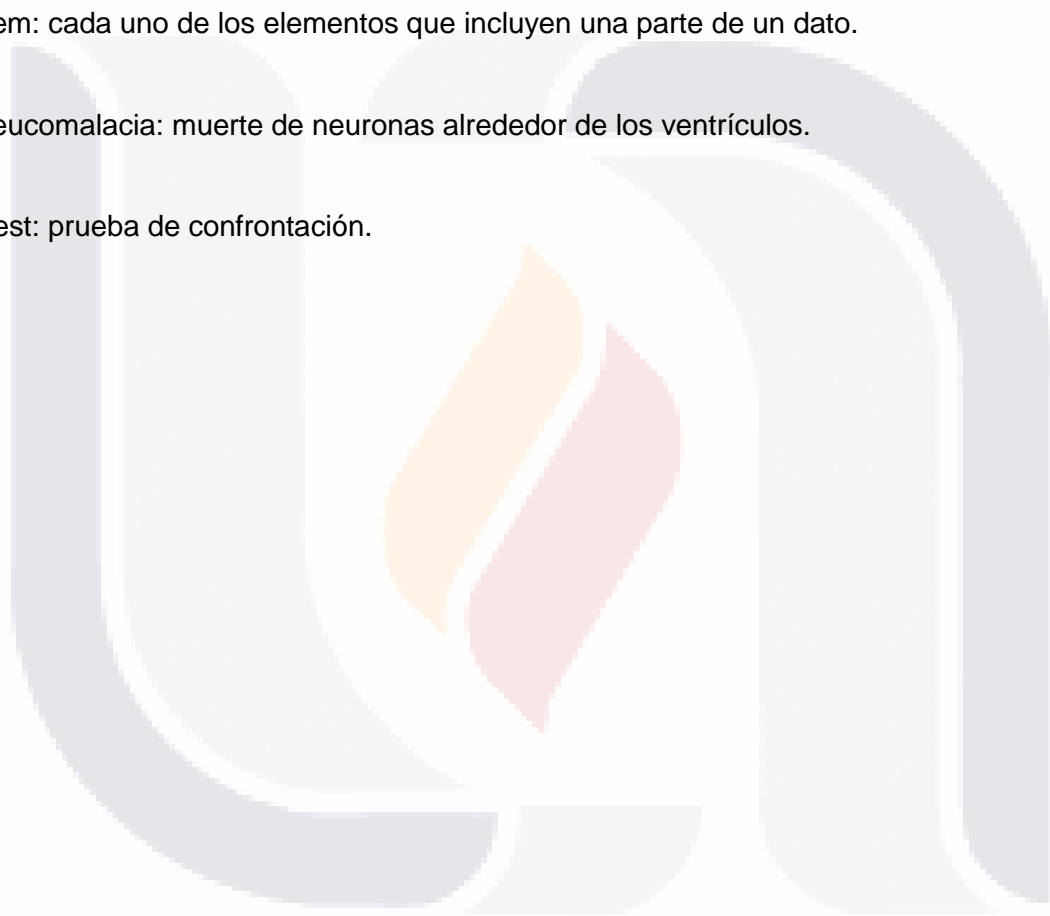 em: cada uno de los elementos que incluyen una parte de un dato.
eucomalacia: muerte de neuronas alrededor de los ventrículos.
est: prueba de confrontación.